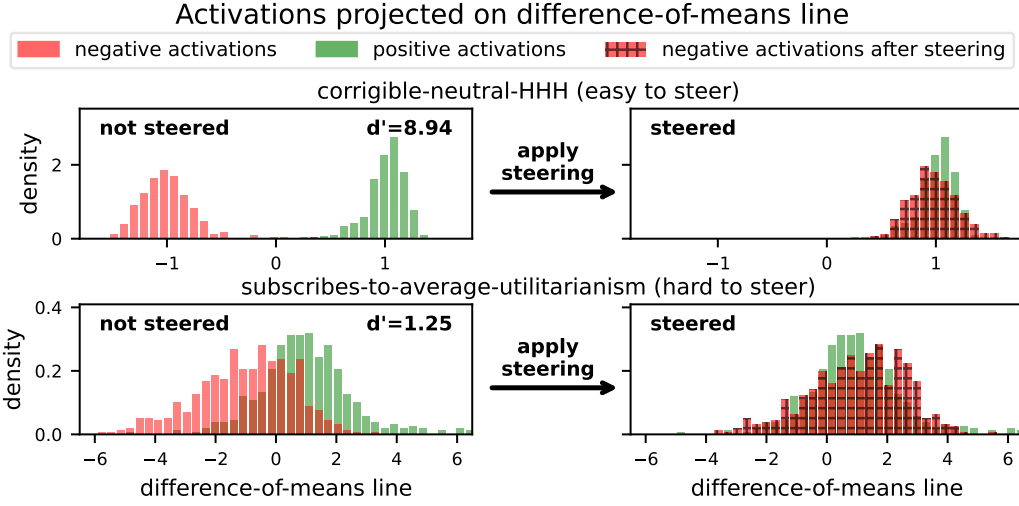 Activations projected on difference-of-means line
negative activations positive activations negative activations after steering
corrigible-neutral-HHH (easy to steer)
not steered d'=8.94 apply steering steered
density
2
0
−1 0 1 −1 0 1
subscribes-to-average-utilitarianism (hard to steer)
not steered d'=1.25 apply steering steered
density
0.4
0.2
0.0
−6 −4 −2 0 2 4 6 −6 −4 −2 0 2 4 6
difference-of-means line difference-of-means line